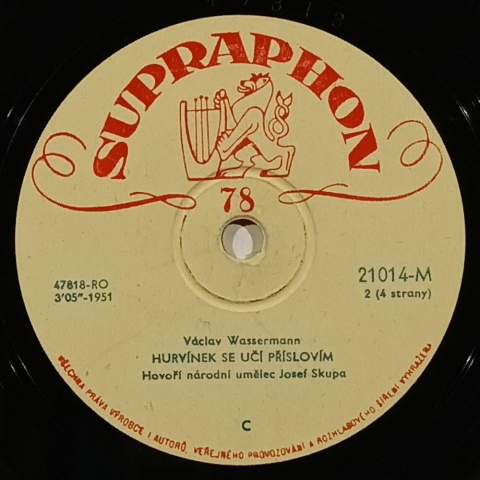 SUPRAPHON
78
47818-RO
3'05"-1951
21014-M
2 (4 strany)
Václav Wassermann
HURVÍNEK SE UČÍ PŘÍSLOVÍM
Hovoří národní umělec Josef Skupa
C
VŠECHNA PRÁVA VÝROBCE I AUTORŮ, VEŘEJNÉHO PROVOZOVÁNÍ A ROZHLASOVÉHO ŠÍŘENÍ VYHRAŽENA